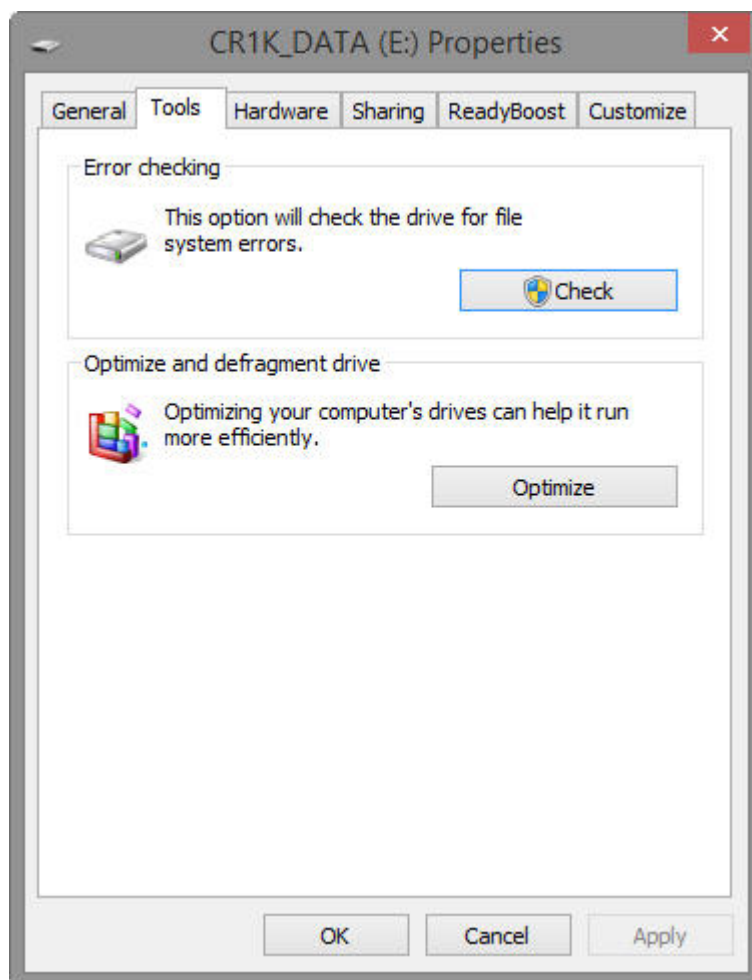 CR1K_DATA (E:) Properties
General Tools Hardware Sharing ReadyBoost Customize
Error checking
This option will check the drive for file
system errors.
Check
Optimize and defragment drive
Optimizing your computer's drives can help it run
more efficiently.
Optimize
OK Cancel Apply